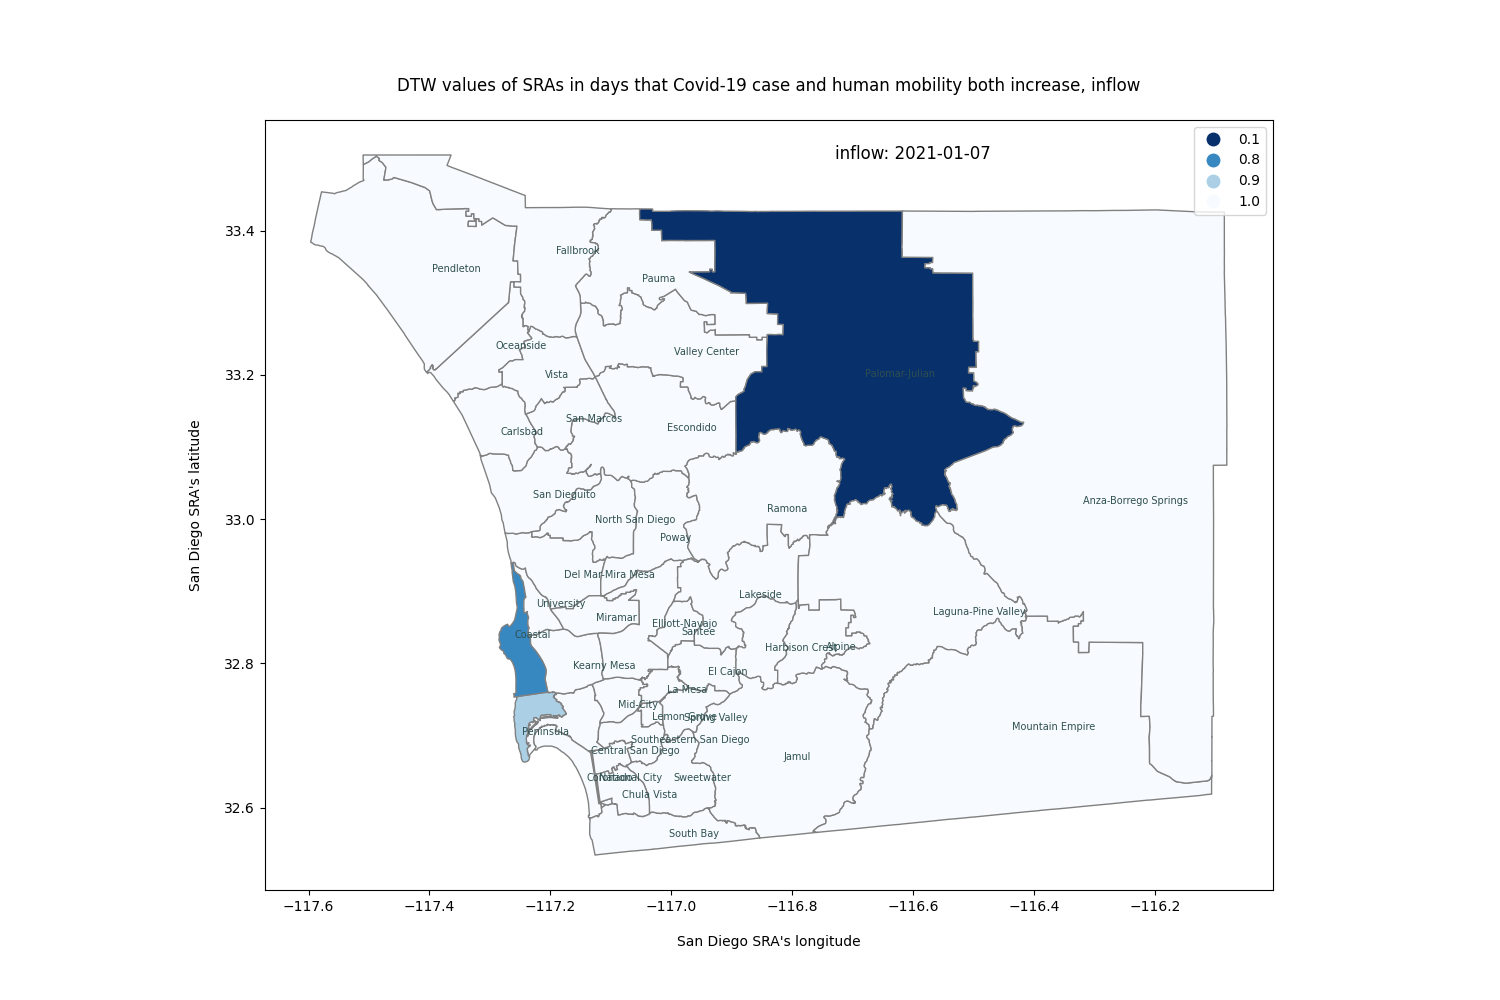 DTW values of SRAs in days that Covid-19 case and human mobility both increase, inflow
inflow: 2021-01-07
0.1
0.8
0.9
1.0
33.4
33.2
33.0
32.8
32.6
San Diego SRA's latitude
Fallbrook
Pendleton
Pauma
Oceanside
Valley Center
Vista
Palomar-Julian
San Marcos
Escondido
Carlsbad
San Dieguito
Anza-Borrego Springs
Ramona
North San Diego
Poway
Del Mar-Mira Mesa
Lakeside
University
Miramar
Laguna-Pine Valley
Elliott-Navajo
Santee
Coastal
Harbison Crest
Alpine
Kearny Mesa
El Cajon
La Mesa
Mid-City
Lemon Grove
Spring Valley
Mountain Empire
Peninsula
Southeastern San Diego
Central San Diego
Jamul
Coronado
National City
Sweetwater
Chula Vista
South Bay
−117.6
−117.4
−117.2
−117.0
−116.8
−116.6
−116.4
−116.2
San Diego SRA's longitude